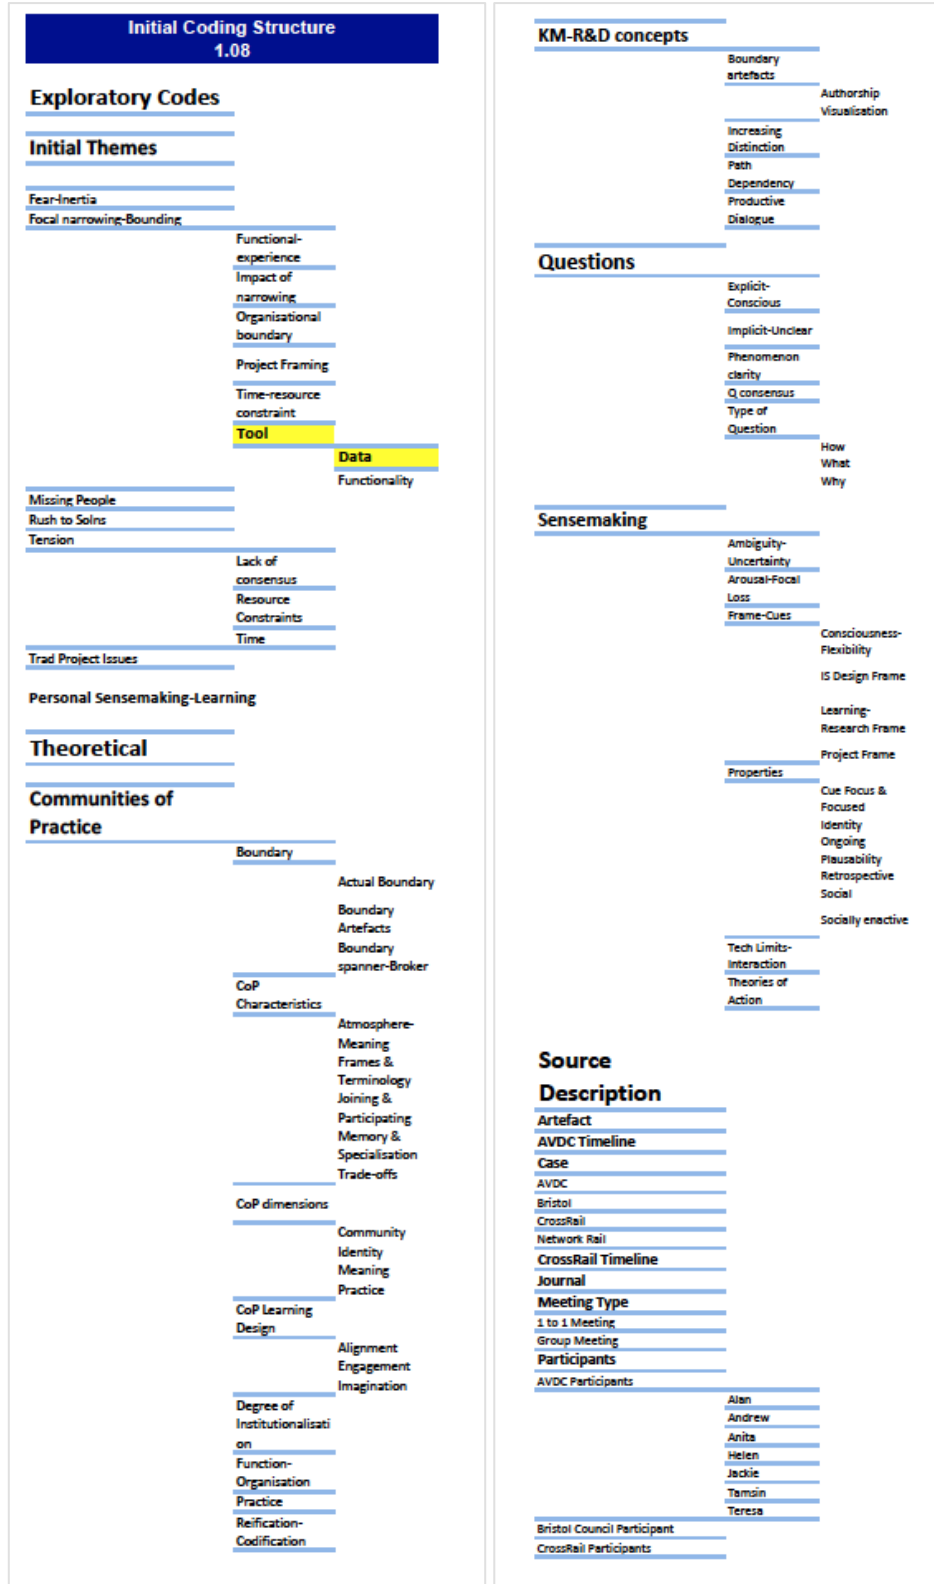 Initial Coding Structure
1.08
Exploratory Codes
Initial Themes
Fear-Inertia
Focal narrowing-Bounding
Functional-
experience
Impact of
narrowing
Organisational
boundary
Project Framing
Time-resource
constraint
Tool
Data
Functionality
Missing People
Rush to Solns
Tension
Lack of
consensus
Resource
Constraints
Time
Trad Project Issues
Personal Sensemaking-Learning
Theoretical
Communities of
Practice
Boundary
Actual Boundary
Boundary
Artefacts
Boundary
spanner-Broker
CoP
Characteristics
Atmosphere-
Meaning
Frames &
Terminology
Joining &
Participating
Memory &
Specialisation
Trade-offs
CoP dimensions
Community
Identity
Meaning
Practice
CoP Learning
Design
Alignment
Engagement
Imagination
Degree of
Institutionalisati
on
Function-
Organisation
Practice
Reification-
Codification
KM-R&D concepts
Boundary
artefacts
Authorship
Visualisation
Increasing
Distinction
Path
Dependency
Productive
Dialogue
Questions
Explicit-
Conscious
Implicit-Unclear
Phenomenon
clarity
Q consensus
Type of
Question
How
What
Why
Sensemaking
Ambiguity-
Uncertainty
Arousal-Focal
Loss
Frame-Cues
Consciousness-
Flexibility
IS Design Frame
Learning-
Research Frame
Project Frame
Properties
Cue Focus &
Focused
Identity
Ongoing
Plausability
Retrospective
Social
Socially enactive
Tech Limits-
Interaction
Theories of
Action
Source
Description
Artefact
AVDC Timeline
Case
AVDC
Bristol
CrossRail
Network Rail
CrossRail Timeline
Journal
Meeting Type
1 to 1 Meeting
Group Meeting
Participants
AVDC Participants
Alan
Andrew
Anita
Helen
Jackie
Tamsin
Teresa
Bristol Council Participant
CrossRail Participants